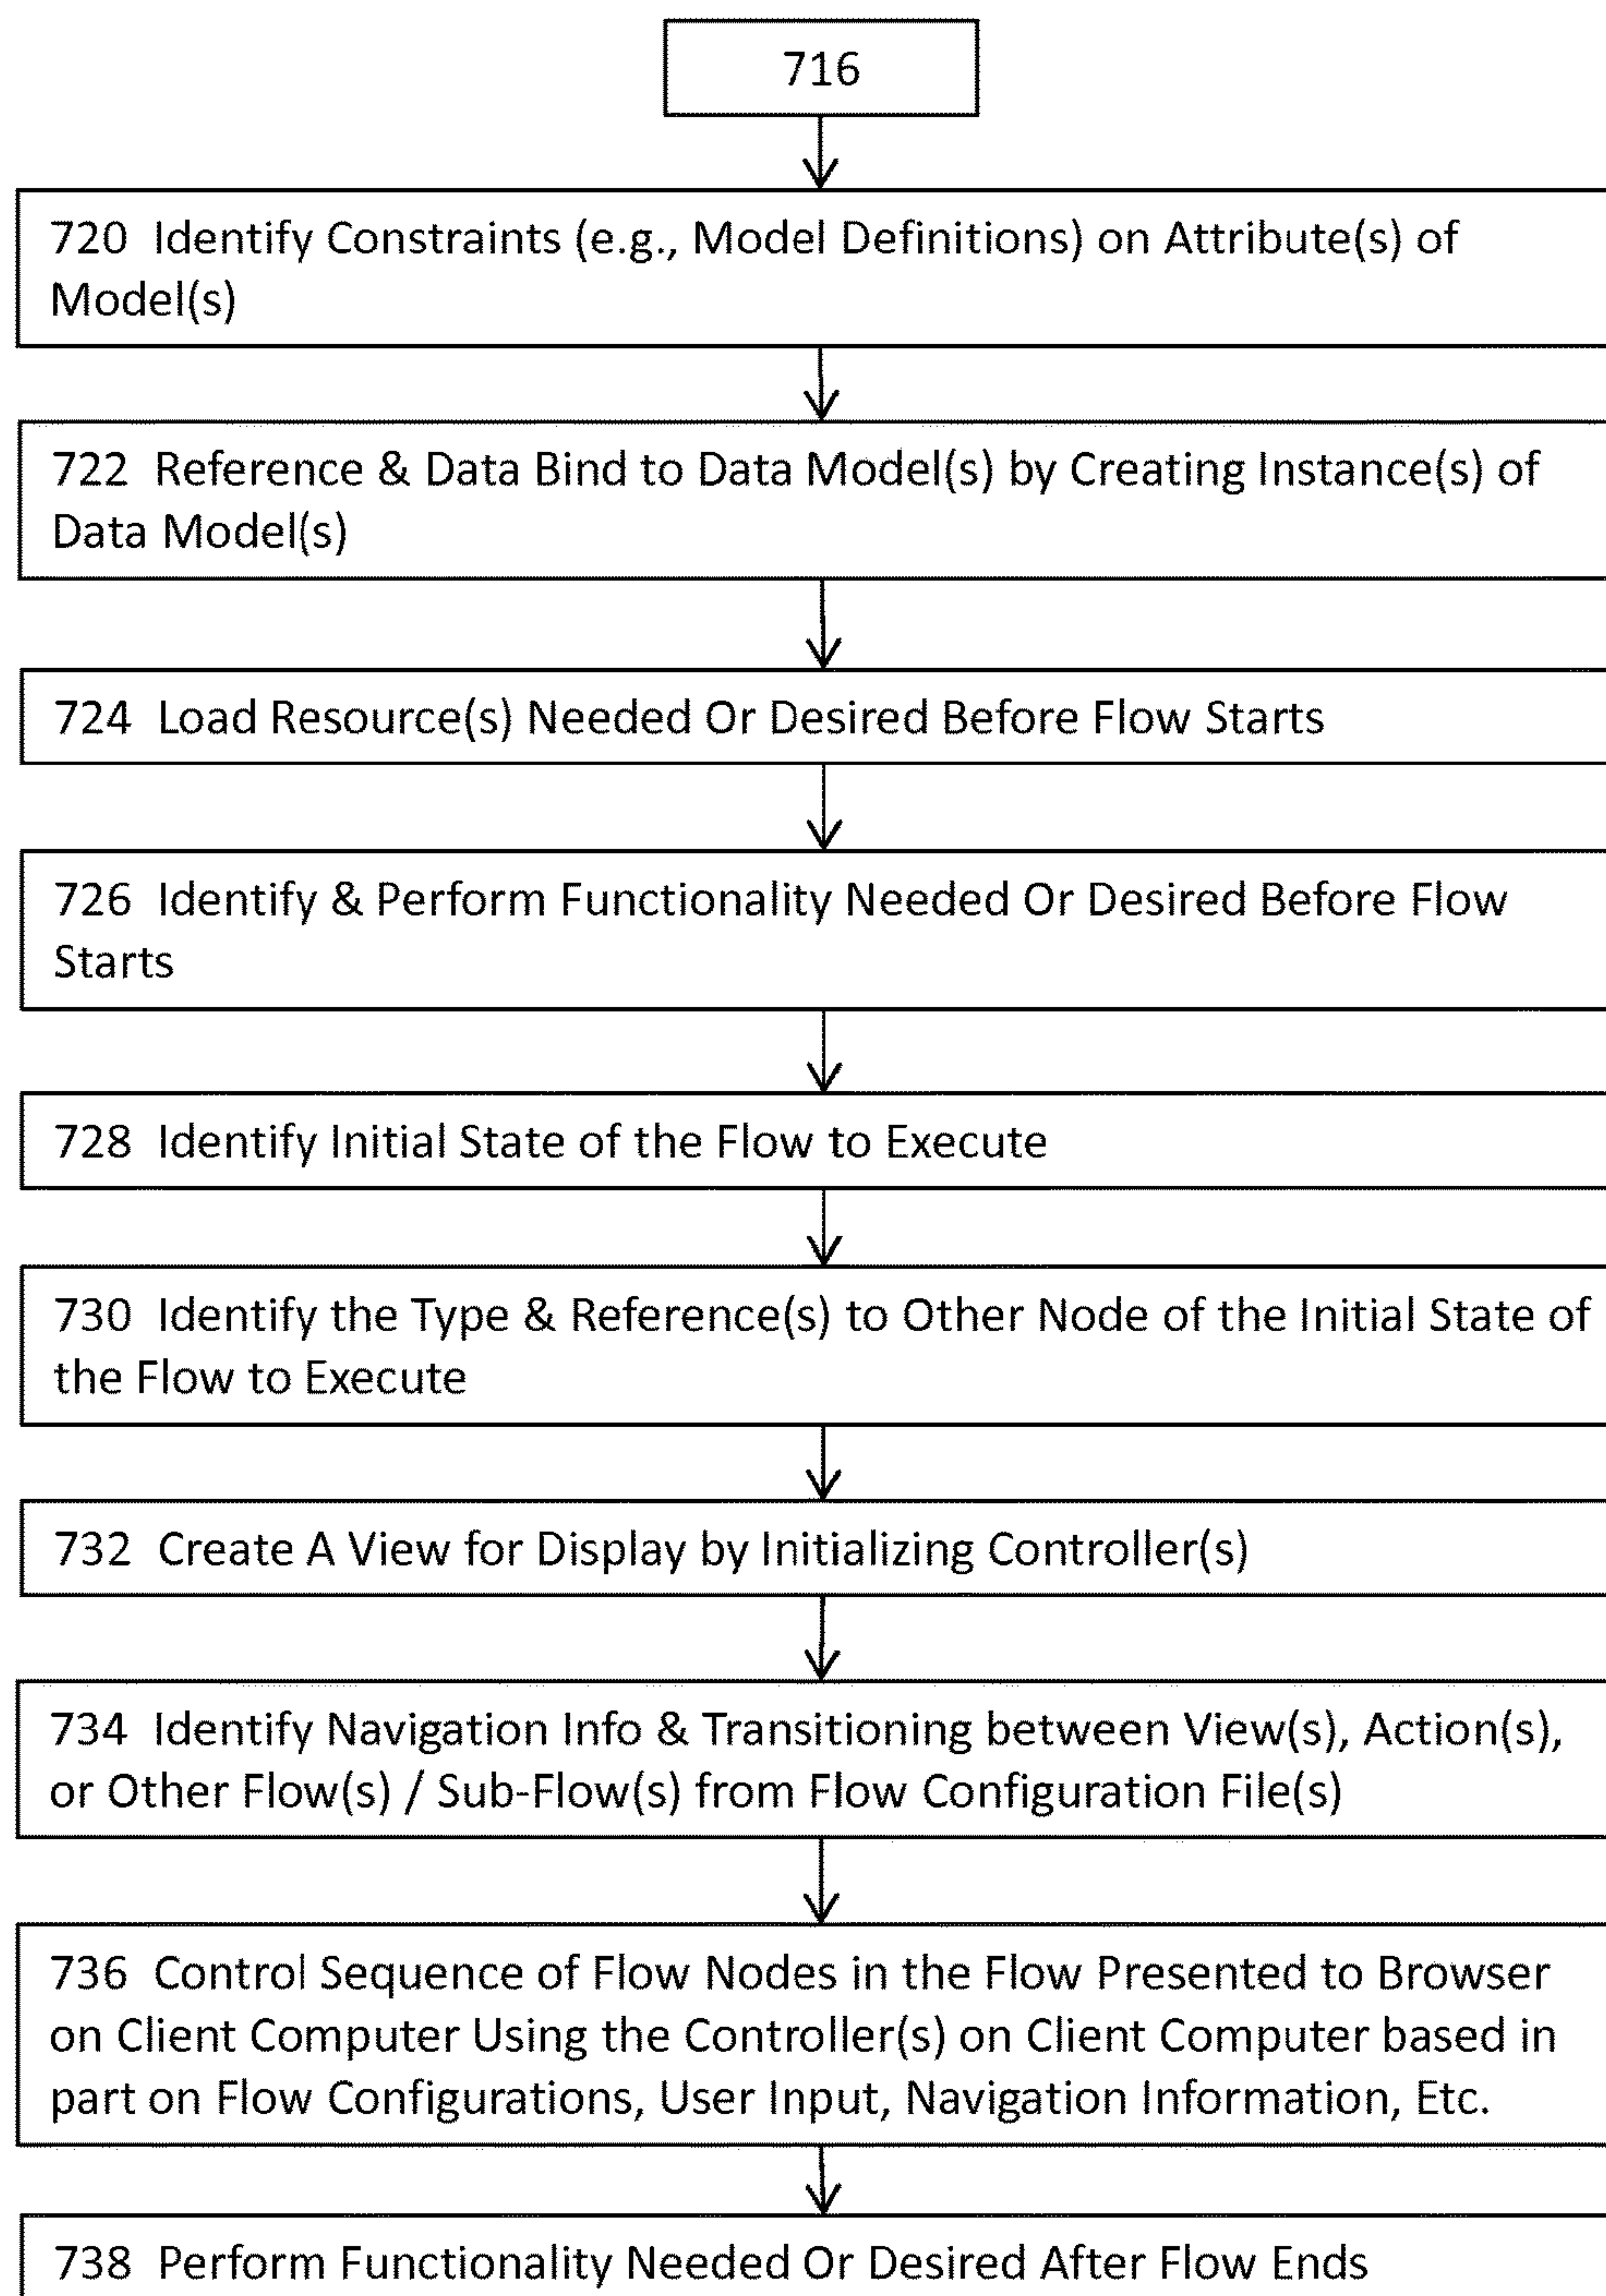 716
720 Identify Constraints (e.g., Model Definitions) on Attribute(s) of
Model(s)
722 Reference & Data Bind to Data Model(s) by Creating Instance(s) of
Data Model(s)
724 Load Resource(s) Needed Or Desired Before Flow Starts
726 Identify & Perform Functionality Needed Or Desired Before Flow
Starts
728 Identify Initial State of the Flow to Execute
730 Identify the Type & Reference(s) to Other Node of the Initial State of
the Flow to Execute
732 Create A View for Display by Initializing Controller(s)
734 Identify Navigation Info & Transitioning between View(s), Action(s),
or Other Flow(s) / Sub-Flow(s) from Flow Configuration File(s)
736 Control Sequence of Flow Nodes in the Flow Presented to Browser
on Client Computer Using the Controller(s) on Client Computer based in
part on Flow Configurations, User Input, Navigation Information, Etc.
738 Perform Functionality Needed Or Desired After Flow Ends